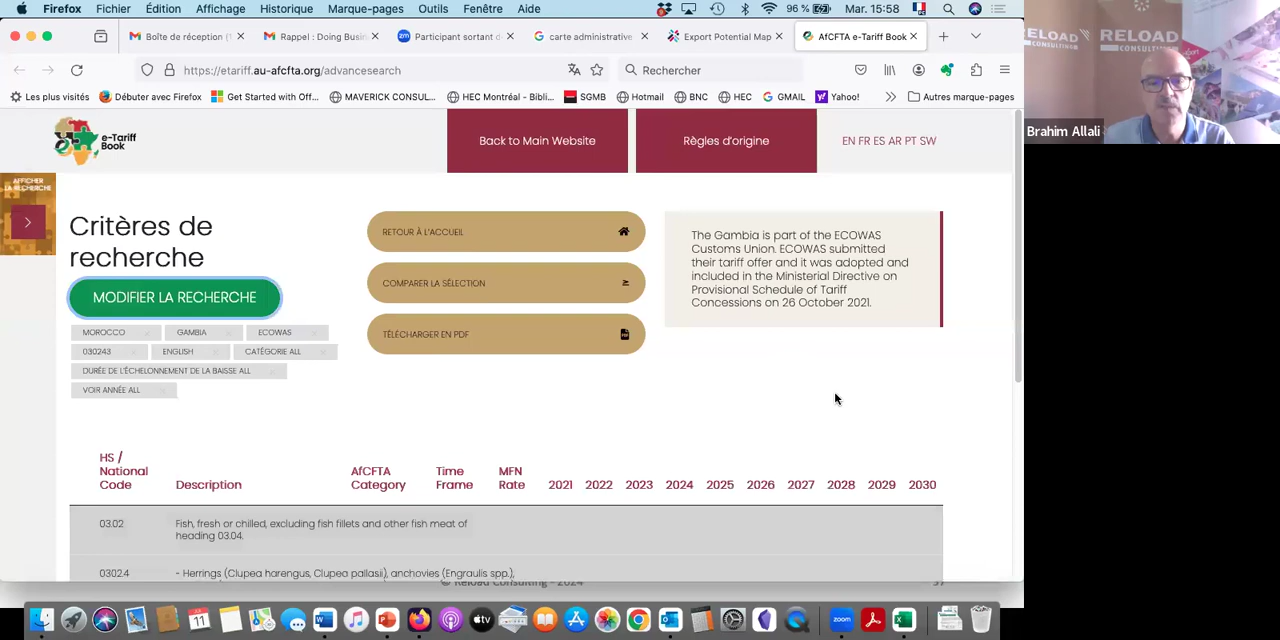 Firefox Fichier Édition Affichage Historique Marque-pages Outils Fenêtre Aide 96 % Mar. 15:58
Boîte de réception (1 Rappel : Doing Busin Participant sortant d carte administrative Export Potential Map AfCFTA e-Tariff Book
https://etariff.au-afcfta.org/advancesearch Rechercher
Les plus visités Débuter avec Firefox Get Started with Off... MAVERICK CONSUL... HEC Montréal - Bibli... SGMB Hotmail BNC HEC GMAIL Yahoo! Autres marque-pages
e-Tariff
Book
Back to Main Website
Règles d'origine
EN FR ES AR PT SW
AFFICHER
LA RECHERCHE
Critères de
recherche
MODIFIER LA RECHERCHE
MOROCCO GAMBIA ECOWAS
030243 ENGLISH CATÉGORIE ALL
DURÉE DE L'ÉCHELONNEMENT DE LA BAISSE ALL
VOIR ANNÉE ALL
RETOUR À L'ACCUEIL
COMPARER LA SÉLECTION
TÉLÉCHARGER EN PDF
The Gambia is part of the ECOWAS
Customs Union. ECOWAS submitted
their tariff offer and it was adopted and
included in the Ministerial Directive on
Provisional Schedule of Tariff
Concessions on 26 October 2021.
HS /
National
Code
Description
AfCFTA
Category
Time
Frame
MFN
Rate
2021 2022 2023 2024 2025 2026 2027 2028 2029 2030
03.02 Fish, fresh or chilled, excluding fish fillets and other fish meat of
heading 03.04.
0302.4 - Herrings (Clupea harengus, Clupea pallasii), anchovies (Engraulis spp.),
© Reload Consulting - 2024
RELOAD
CONSULTING
Brahim Allali
zoom